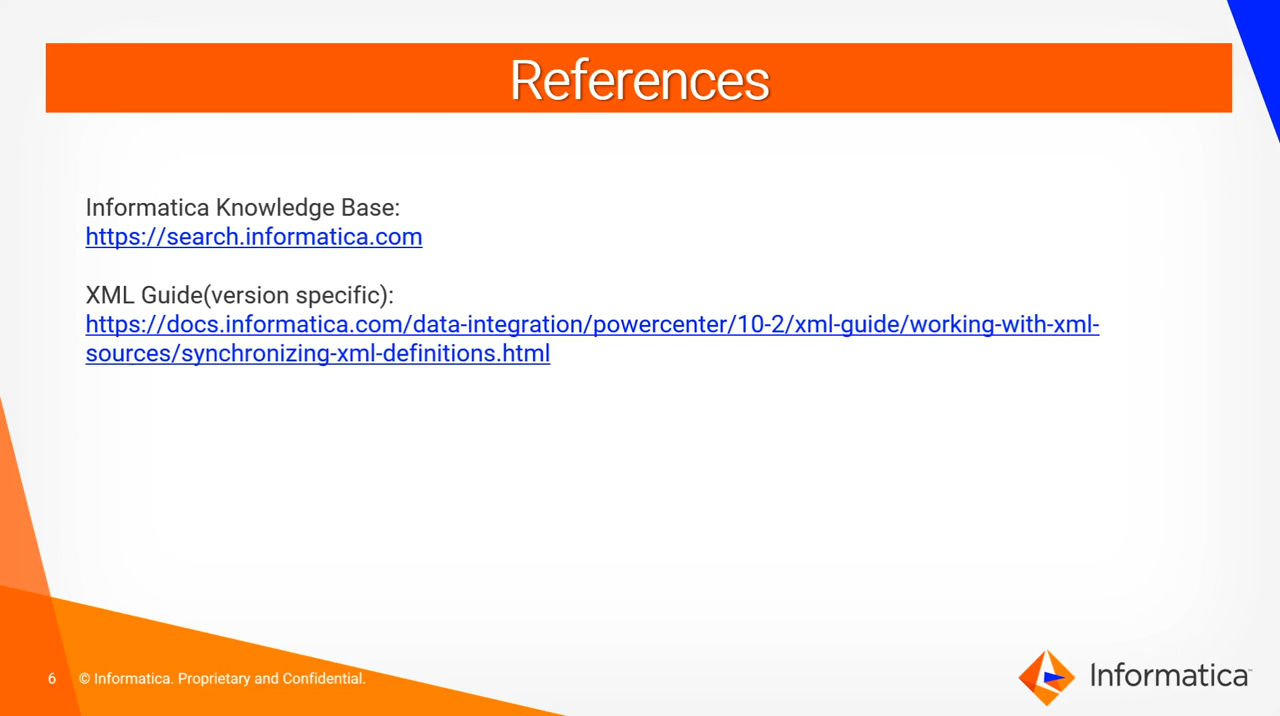 References
Informatica Knowledge Base:
https://search.informatica.com
XML Guide(version specific):
https://docs.informatica.com/data-integration/powercenter/10-2/xml-guide/working-with-xml-
sources/synchronizing-xml-definitions.html
6 © Informatica. Proprietary and Confidential.
Informatica™